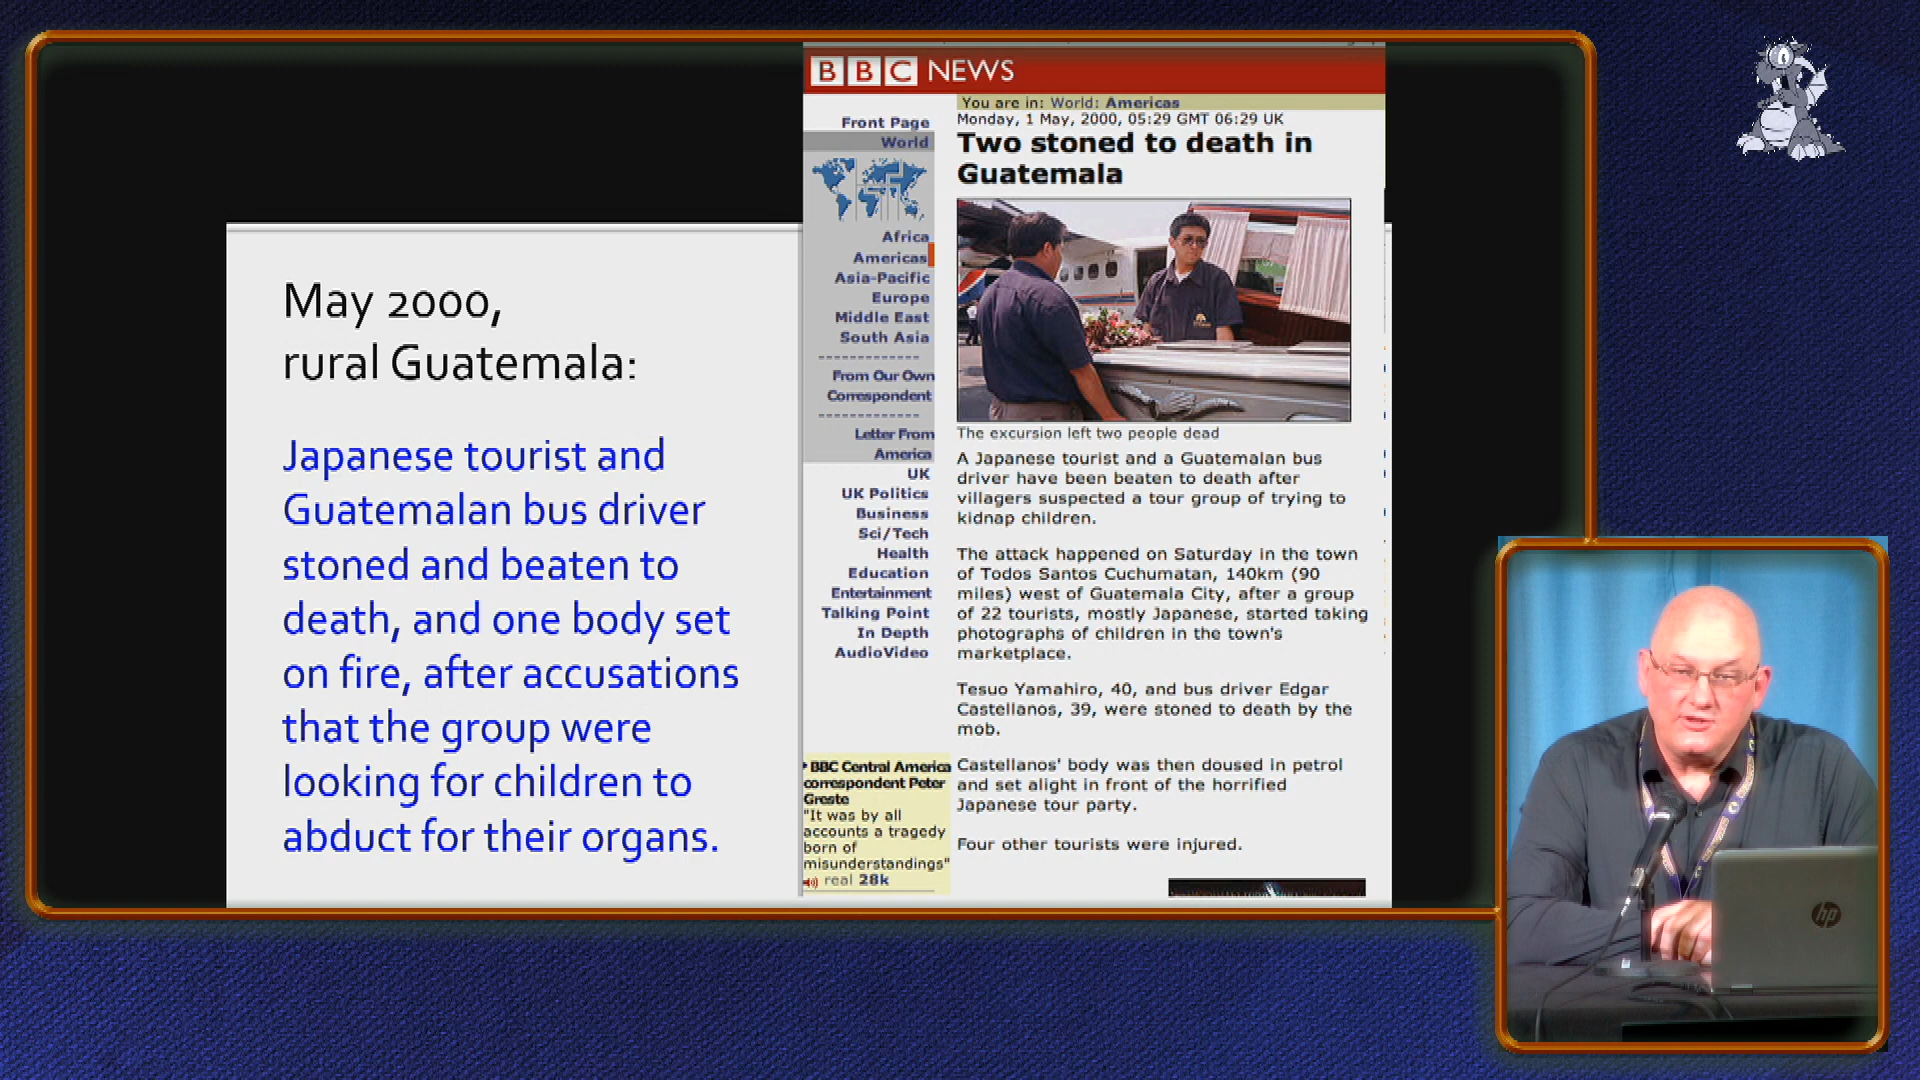 May 2000,
rural Guatemala:
Japanese tourist and
Guatemalan bus driver
stoned and beaten to
death, and one body set
on fire, after accusations
that the group were
looking for children to
abduct for their organs.
BBC NEWS
You are in: World: Americas
Monday, 1 May, 2000, 05:29 GMT 06:29 UK
Two stoned to death in
Guatemala
The excursion left two people dead
A Japanese tourist and a Guatemalan bus
driver have been beaten to death after
villagers suspected a tour group of trying to
kidnap children.
The attack happened on Saturday in the town
of Todos Santos Cuchumatan, 140km (90
miles) west of Guatemala City, after a group
of 22 tourists, mostly Japanese, started taking
photographs of children in the town's
marketplace.
Tesuo Yamahiro, 40, and bus driver Edgar
Castellanos, 39, were stoned to death by the
mob.
Castellanos' body was then doused in petrol
and set alight in front of the horrified
Japanese tour party.
Four other tourists were injured.
Front Page
World
Africa
Americas
Asia-Pacific
Europe
Middle East
South Asia
-------------
From Our Own
Correspondent
-------------
Letter From
America
UK
UK Politics
Business
Sci/Tech
Health
Education
Entertainment
Talking Point
In Depth
AudioVideo
BBC Central America
correspondent Peter
Greste
"It was by all
accounts a tragedy
born of
misunderstandings"
real 28k
hp